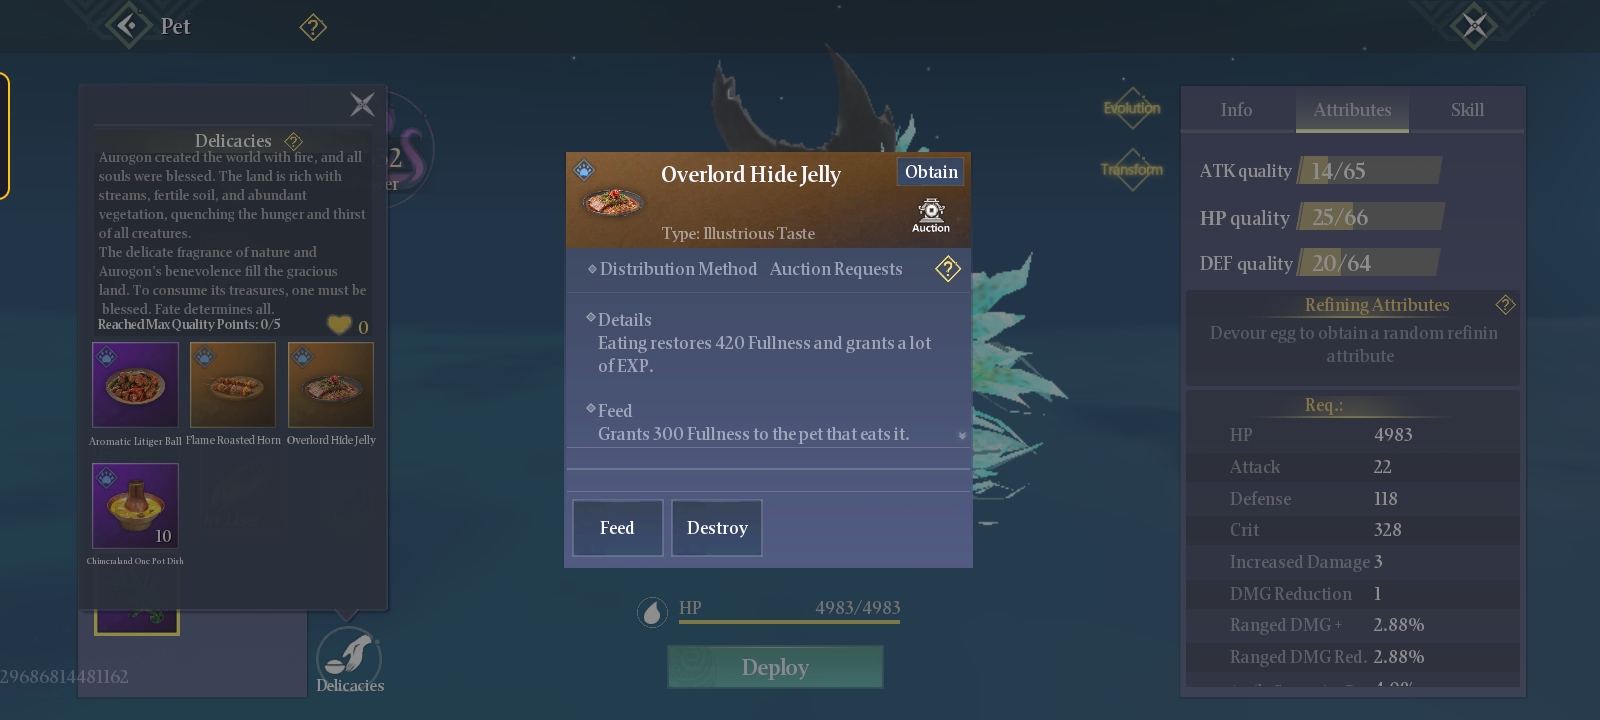 Pet
?
Delicacies ?
Aurogon created the world with fire, and all
souls were blessed. The land is rich with
streams, fertile soil, and abundant
vegetation, quenching the hunger and thirst
of all creatures.
The delicate fragrance of nature and
Aurogon's benevolence fill the gracious
land. To consume its treasures, one must be
blessed. Fate determines all.
Reached Max Quality Points: 0/5
0
Aromatic Litiger Ball
Flame Roasted Horn
Overlord Hide Jelly
10
Chimeraland One Pot Dish
29686814481162
Delicacies
Overlord Hide Jelly
Obtain
Auction
Type: Illustrious Taste
Distribution Method Auction Requests ?
Details
Eating restores 420 Fullness and grants a lot
of EXP.
Feed
Grants 300 Fullness to the pet that eats it.
Feed
Destroy
HP 4983/4983
Deploy
Evolution
Transform
Info
Attributes
Skill
ATK quality 14/65
HP quality 25/66
DEF quality 20/64
Refining Attributes ?
Devour egg to obtain a random refinin
attribute
Req.:
HP 4983
Attack 22
Defense 118
Crit 328
Increased Damage 3
DMG Reduction 1
Ranged DMG + 2.88%
Ranged DMG Red. 2.88%